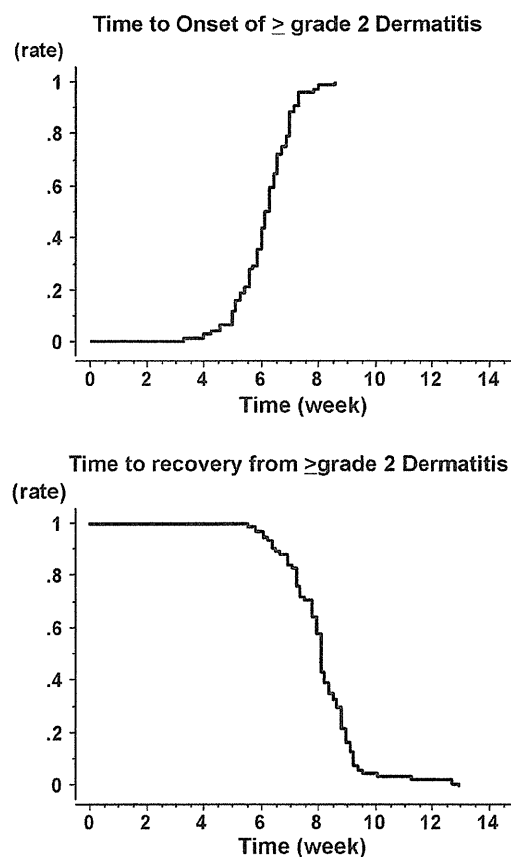 Time to Onset of ≥ grade 2 Dermatitis
(rate)
1
.8
.6
.4
.2
0
0 2 4 6 8 10 12 14
Time (week)
Time to recovery from ≥grade 2 Dermatitis
(rate)
1
.8
.6
.4
.2
0
0 2 4 6 8 10 12 14
Time (week)